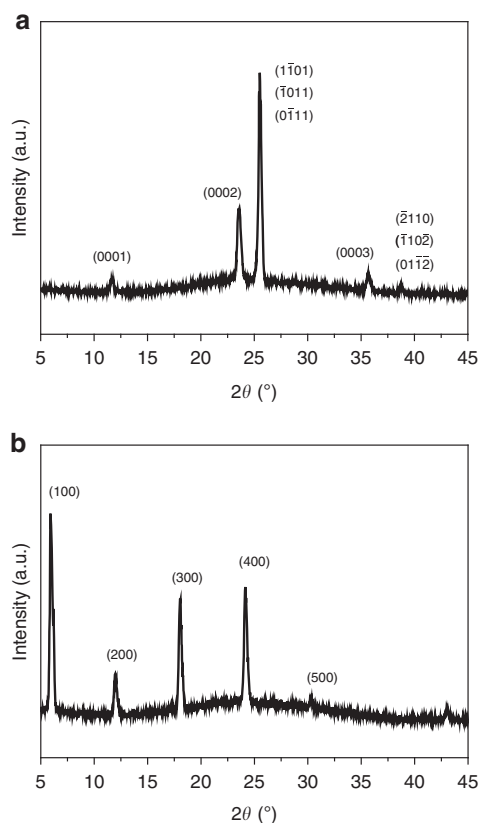 a
Intensity (a.u.)
(0001)
(0002)
(11̅01)
(1̅011)
(01̅11)
(0003)
(2̅110)
(1̅102̅)
(011̅2̅)
5 10 15 20 25 30 35 40 45
2θ (°)
b
Intensity (a.u.)
(100)
(200)
(300)
(400)
(500)
5 10 15 20 25 30 35 40 45
2θ (°)